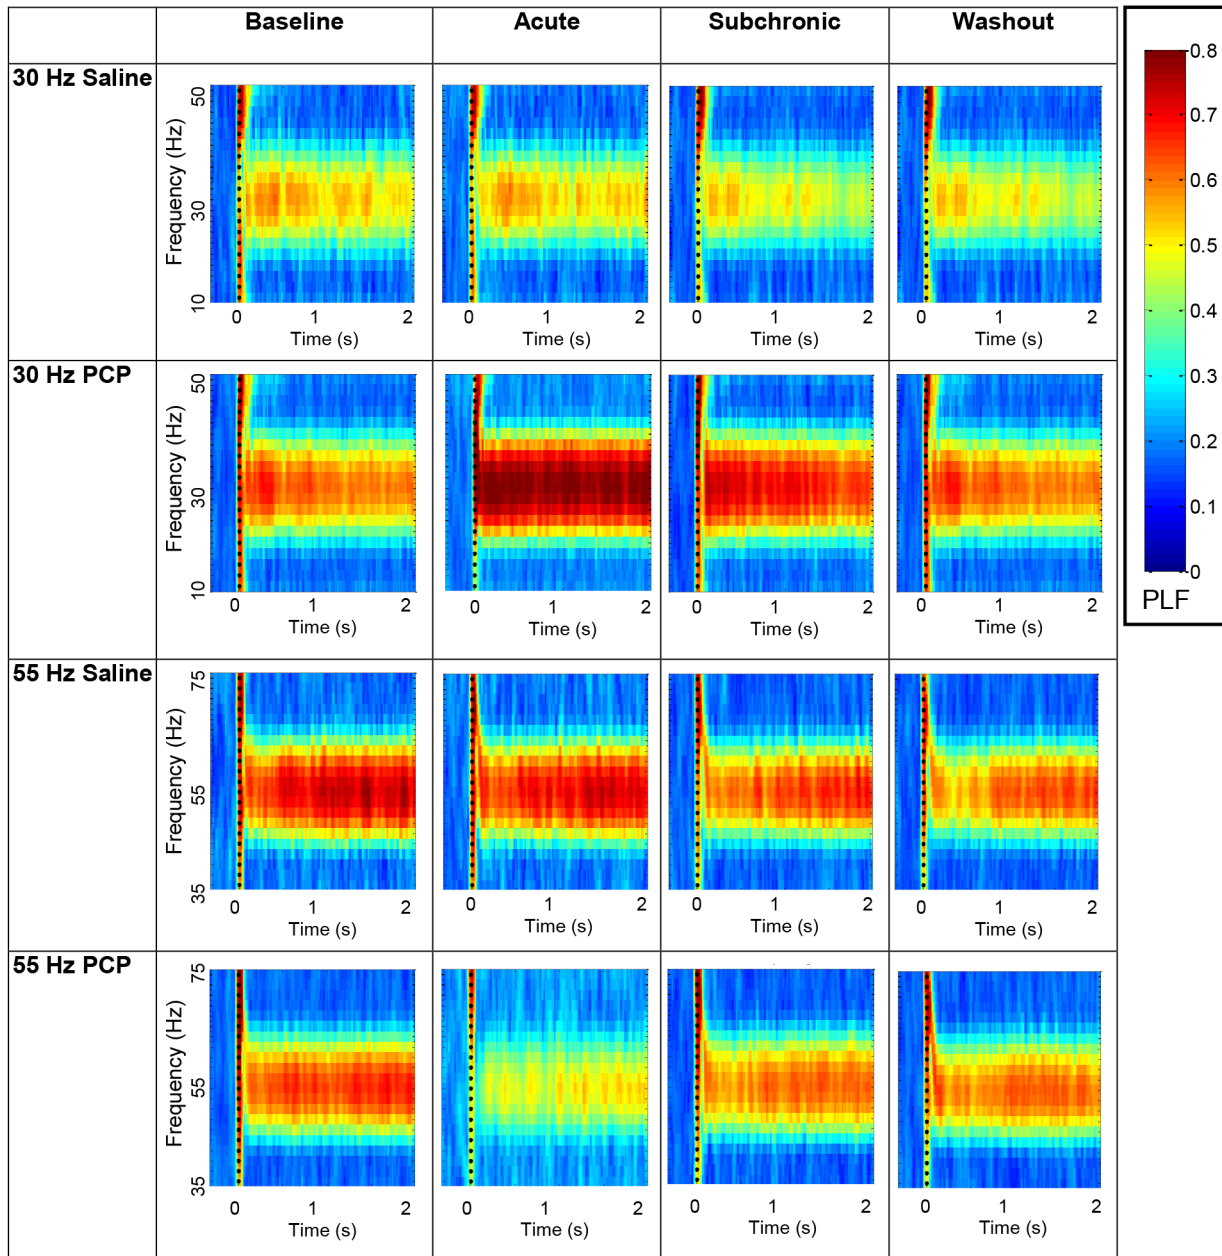 Baseline Acute Subchronic Washout
30 Hz Saline
Frequency (Hz)
50
30
10
0 1 2
Time (s)
0 1 2
Time (s)
0 1 2
Time (s)
0 1 2
Time (s)
0.8
0.7
0.6
0.5
0.4
0.3
0.2
0.1
0
PLF
30 Hz PCP
Frequency (Hz)
50
30
10
0 1 2
Time (s)
0 1 2
Time (s)
0 1 2
Time (s)
0 1 2
Time (s)
55 Hz Saline
Frequency (Hz)
75
55
35
0 1 2
Time (s)
0 1 2
Time (s)
0 1 2
Time (s)
0 1 2
Time (s)
55 Hz PCP
Frequency (Hz)
75
55
35
0 1 2
Time (s)
0 1 2
Time (s)
0 1 2
Time (s)
0 1 2
Time (s)